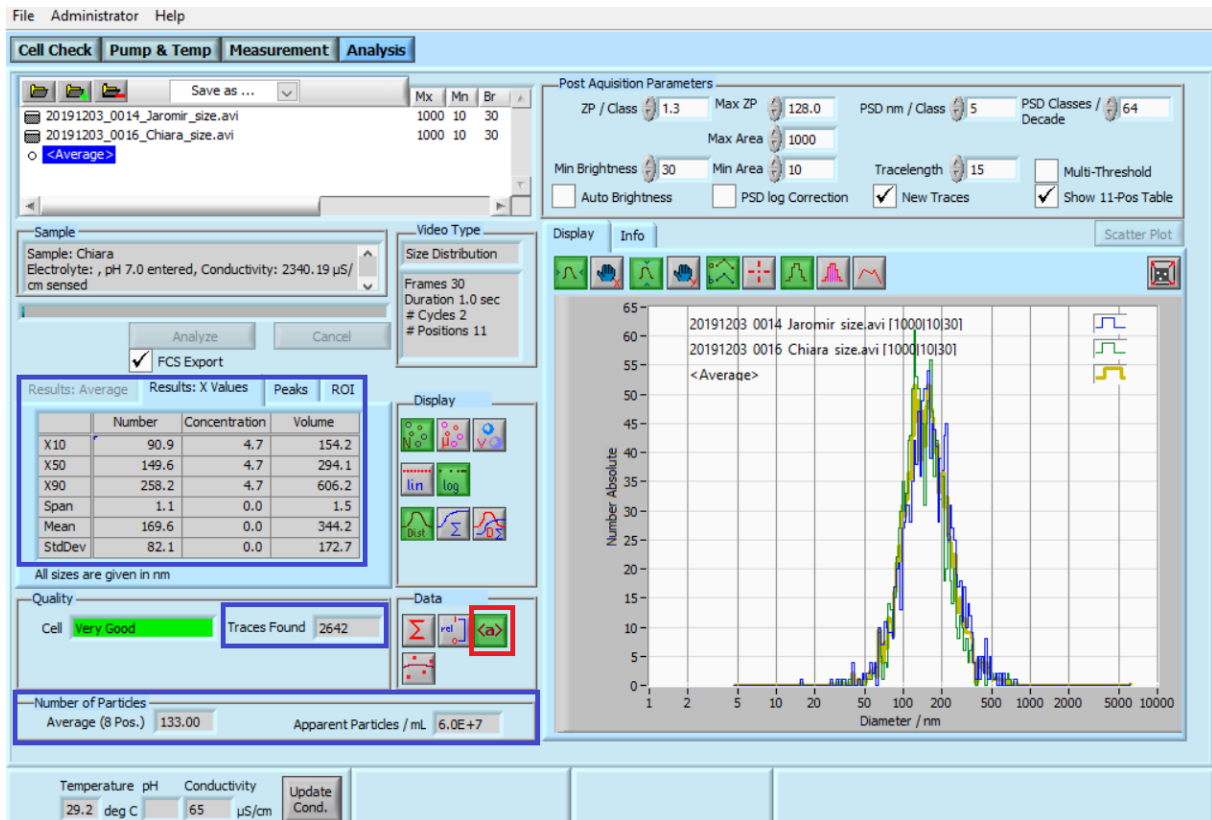 File Administrator Help
Cell Check Pump & Temp Measurement Analysis
Save as ...
Mx Mn Br
20191203_0014_Jaromir_size.avi 1000 10 30
20191203_0016_Chiara_size.avi 1000 10 30
<Average>
Post Aquisition Parameters
ZP / Class 1.3 Max ZP 128.0 PSD nm / Class 5 PSD Classes / Decade 64
Max Area 1000
Min Brightness 30 Min Area 10 Tracelength 15 Multi-Threshold
Auto Brightness PSD log Correction New Traces Show 11-Pos Table
Sample
Sample: Chiara
Electrolyte: , pH 7.0 entered, Conductivity: 2340.19 µS/
cm sensed
Video Type
Size Distribution
Frames 30
Duration 1.0 sec
# Cycles 2
# Positions 11
Analyze Cancel
FCS Export
Results: Average Results: X Values Peaks ROI
Number Concentration Volume
X10 90.9 4.7 154.2
X50 149.6 4.7 294.1
X90 258.2 4.7 606.2
Span 1.1 0.0 1.5
Mean 169.6 0.0 344.2
StdDev 82.1 0.0 172.7
All sizes are given in nm
Display
N µ V
lin log
Dist Σ DΣ
Quality
Cell Very Good Traces Found 2642
Data
Σ rel 1 0 <a>
Number of Particles
Average (8 Pos.) 133.00 Apparent Particles / mL 6.0E+7
Display Info Scatter Plot
20191203 0014 Jaromir size.avi [1000|10|30]
20191203 0016 Chiara size.avi [1000|10|30]
<Average>
Number Absolute
65
60
55
50
45
40
35
30
25
20
15
10
5
0
1 2 5 10 20 50 100 200 500 1000 2000 5000 10000
Diameter / nm
Temperature pH Conductivity
29.2 deg C 65 µS/cm
Update
Cond.